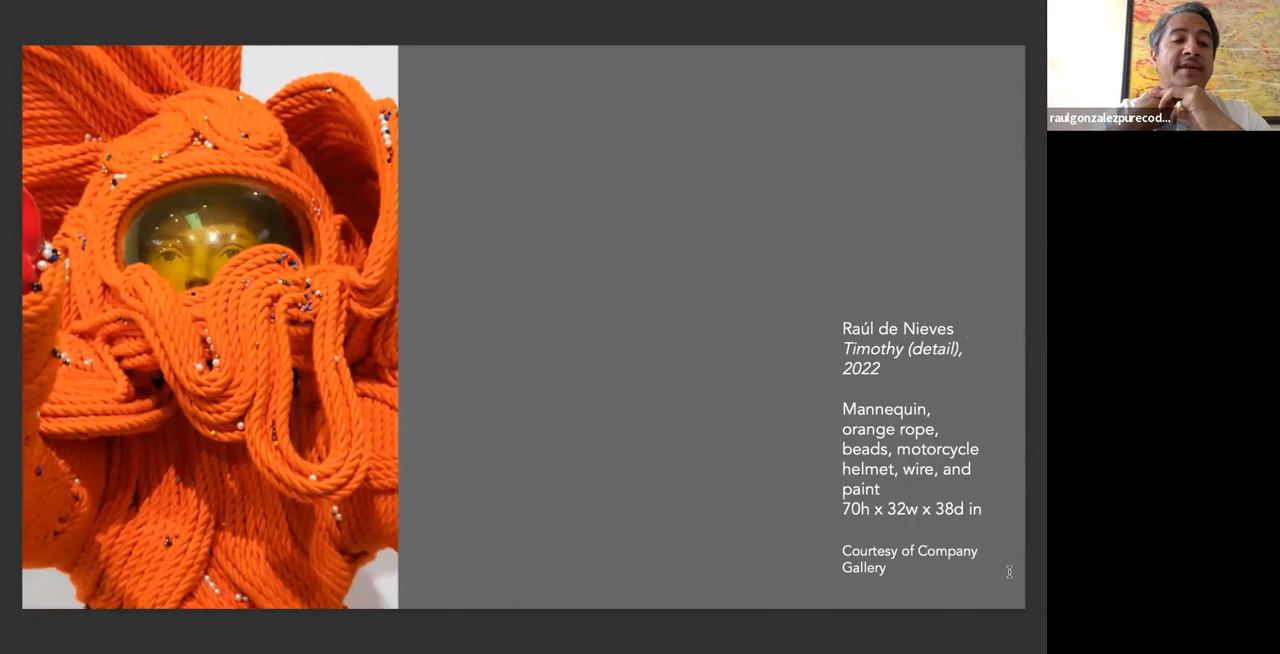 raulgonzalezpurecod...
Raúl de Nieves
Timothy (detail),
2022
Mannequin,
orange rope,
beads, motorcycle
helmet, wire, and
paint
70h x 32w x 38d in
Courtesy of Company
Gallery